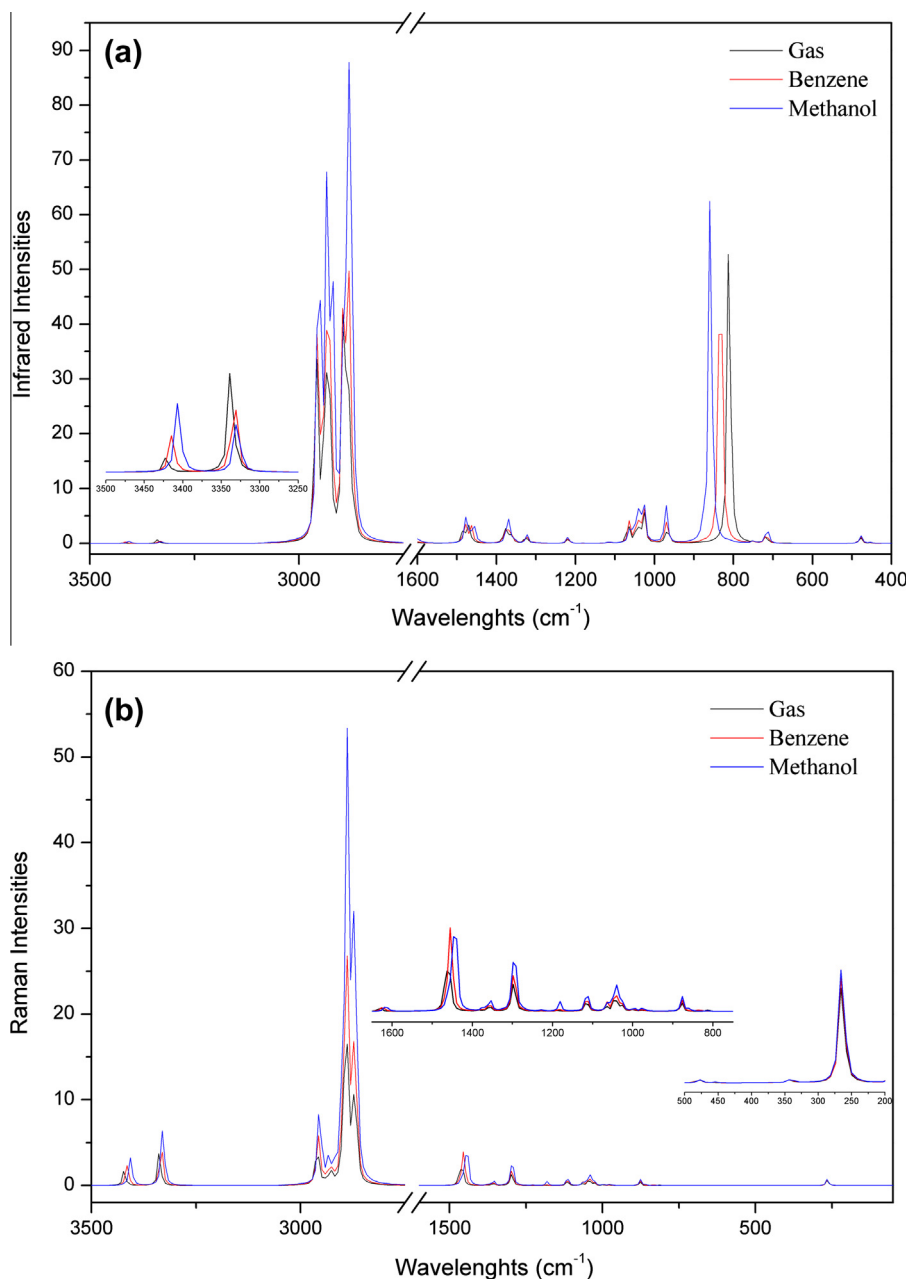 (a)
Gas
Benzene
Methanol
Infrared Intensities
90
80
70
60
50
40
30
20
10
0
3500 3450 3400 3350 3300 3250
3500 3000 1600 1400 1200 1000 800 600 400
Wavelenghts (cm-1)
(b)
Gas
Benzene
Methanol
Raman Intensities
60
50
40
30
20
10
0
1600 1400 1200 1000 800
500 450 400 350 300 250 200
3500 3000 1500 1250 1000 750 500 250
Wavelenghts (cm-1)